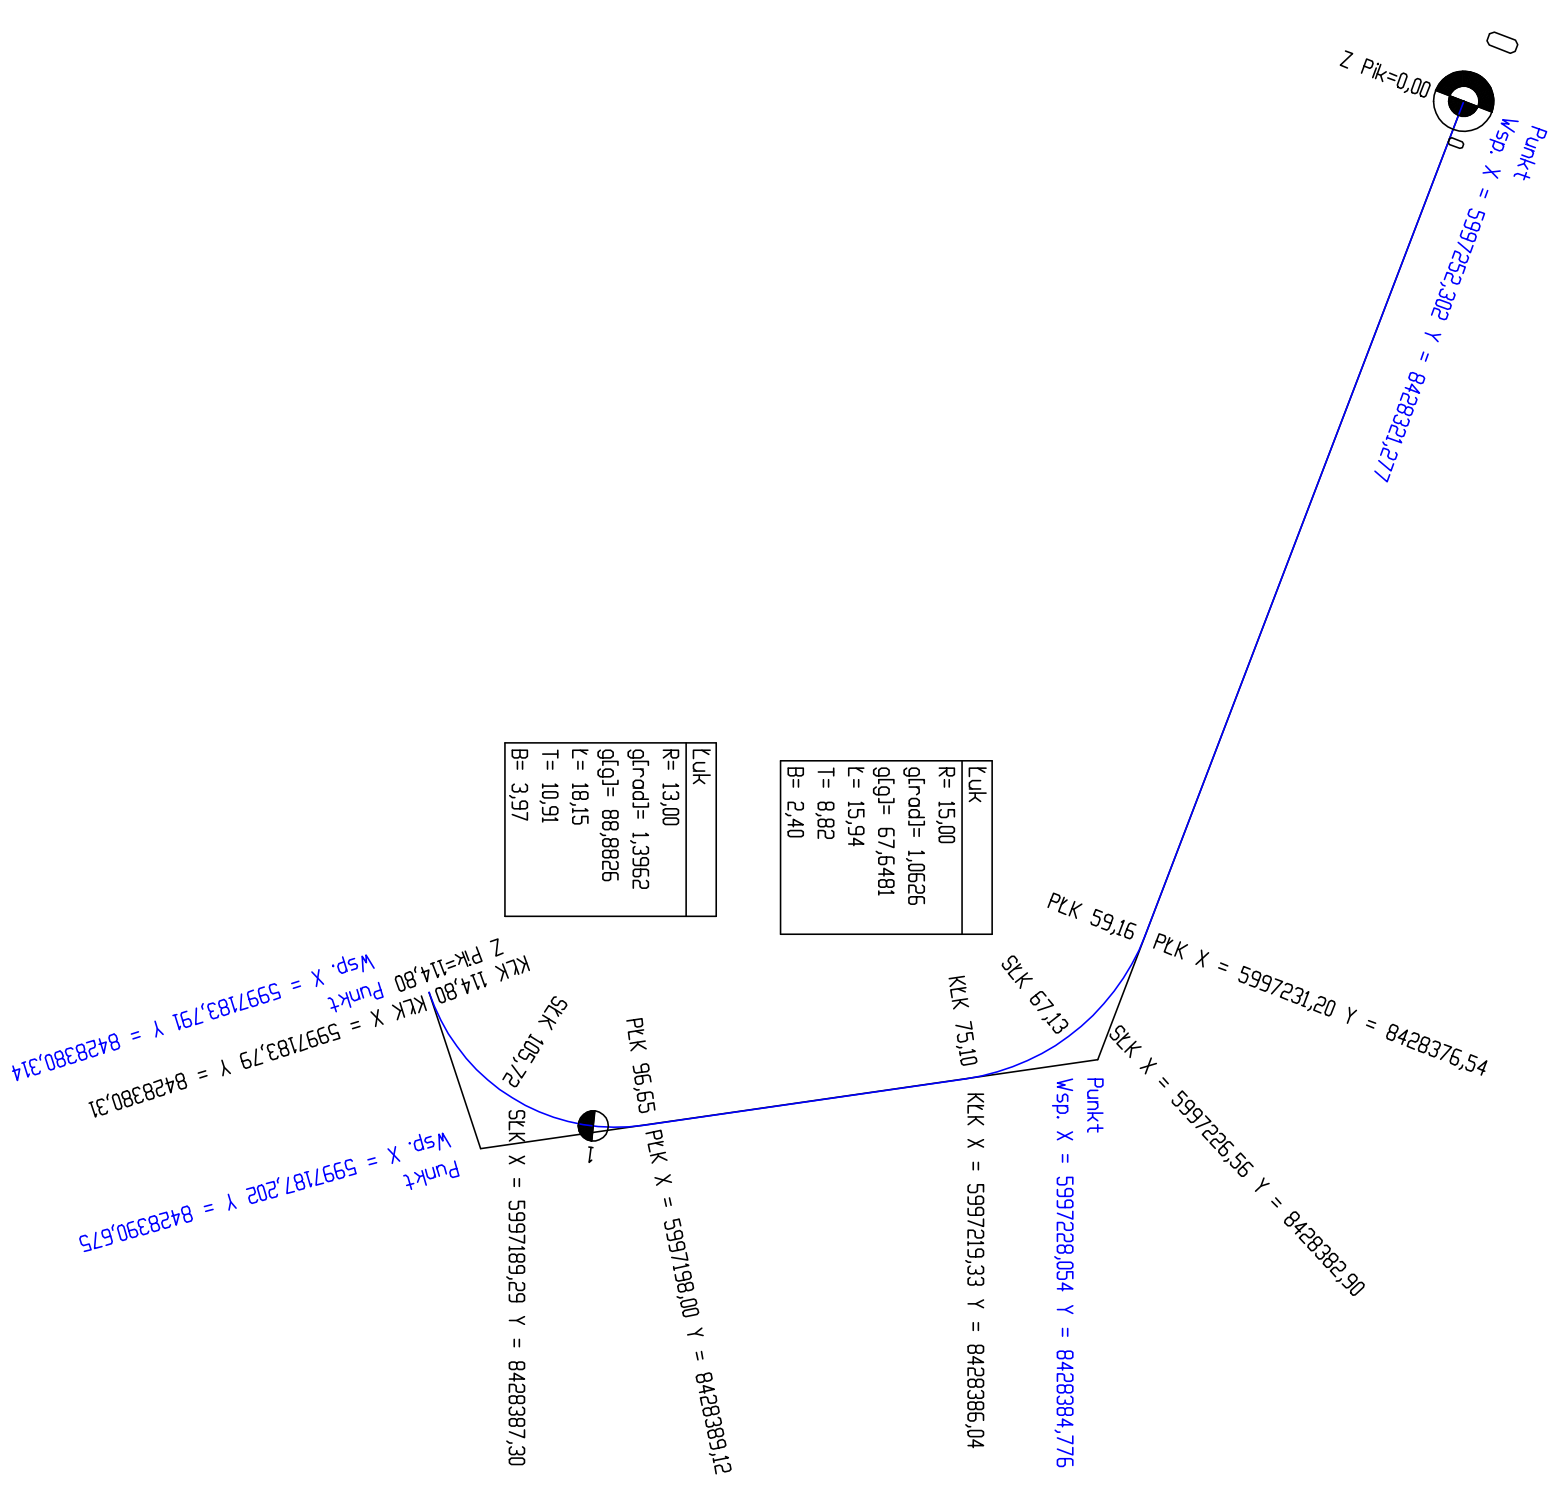 Z Pik=0,00
0
0
Punkt
Wsp. X = 5997252,302 Y = 8428321,277
Łuk
R= 13,00
g[rad]= 1,3962
g[g]= 88,8826
Ł= 18,15
T= 10,91
B= 3,97
Łuk
R= 15,00
g[rad]= 1,0626
g[g]= 67,6481
Ł= 15,94
T= 8,82
B= 2,40
PŁK 59,16
PŁK X = 5997231,20 Y = 8428376,54
SŁK 67,13
SŁK X = 5997226,56 Y = 8428382,90
KŁK 75,10
KŁK X = 5997219,33 Y = 8428386,04
Punkt
Wsp. X = 5997228,054 Y = 8428384,776
PŁK 96,65
PŁK X = 5997198,00 Y = 8428389,12
1
SŁK 105,72
SŁK X = 5997189,29 Y = 8428387,30
Z Pik=114,80
KŁK 114,80
KŁK X = 5997183,79 Y = 8428380,31
Punkt
Wsp. X = 5997183,791 Y = 8428380,314
Punkt
Wsp. X = 5997187,202 Y = 8428390,675